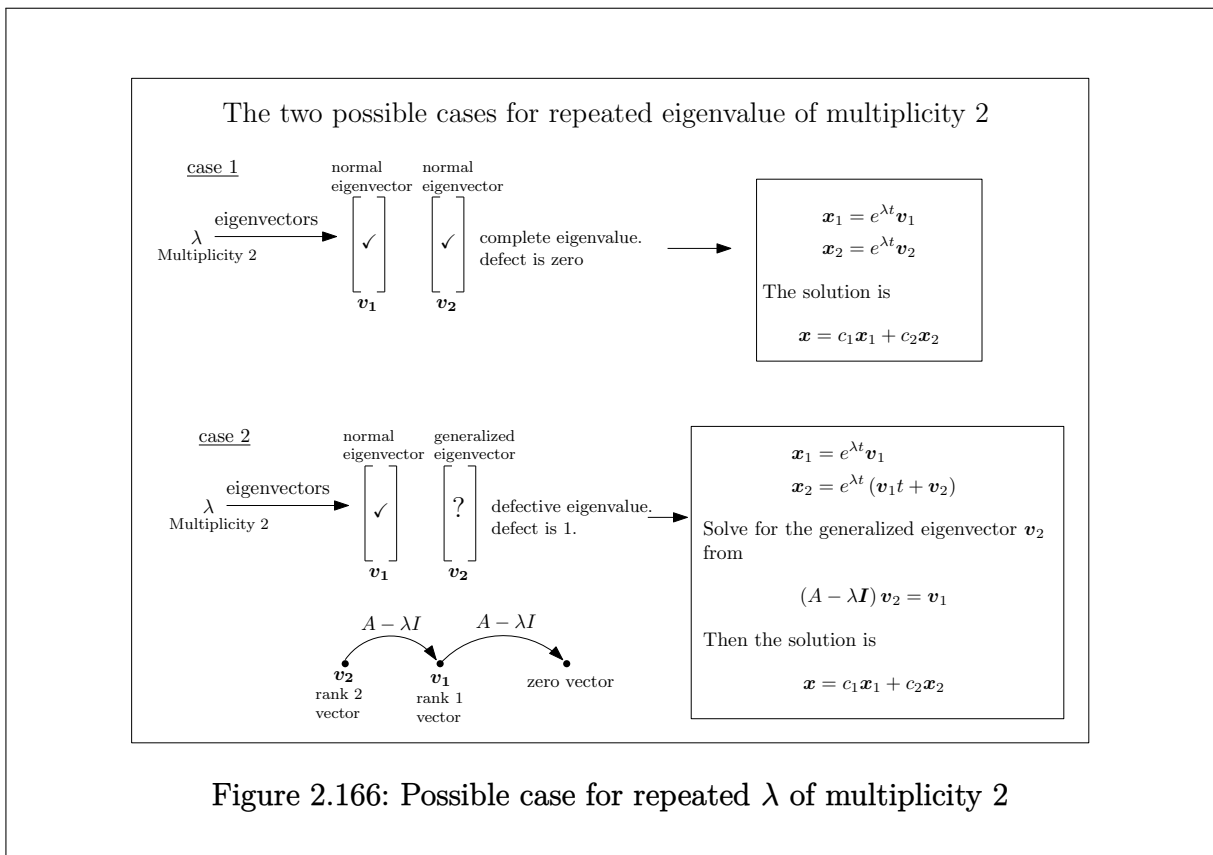 The two possible cases for repeated eigenvalue of multiplicity 2
case 1
normal
eigenvector
normal
eigenvector
eigenvectors
λ
Multiplicity 2
✓
✓
v₁
v₂
complete eigenvalue.
defect is zero
x₁ = e^{λt} v₁
x₂ = e^{λt} v₂
The solution is
x = c₁x₁ + c₂x₂
case 2
normal
eigenvector
generalized
eigenvector
eigenvectors
λ
Multiplicity 2
✓
?
v₁
v₂
defective eigenvalue.
defect is 1.
x₁ = e^{λt} v₁
x₂ = e^{λt} (v₁t + v₂)
Solve for the generalized eigenvector v₂
from
(A − λI) v₂ = v₁
Then the solution is
x = c₁x₁ + c₂x₂
A − λI
A − λI
v₂
rank 2
vector
v₁
rank 1
vector
zero vector
Figure 2.166: Possible case for repeated λ of multiplicity 2